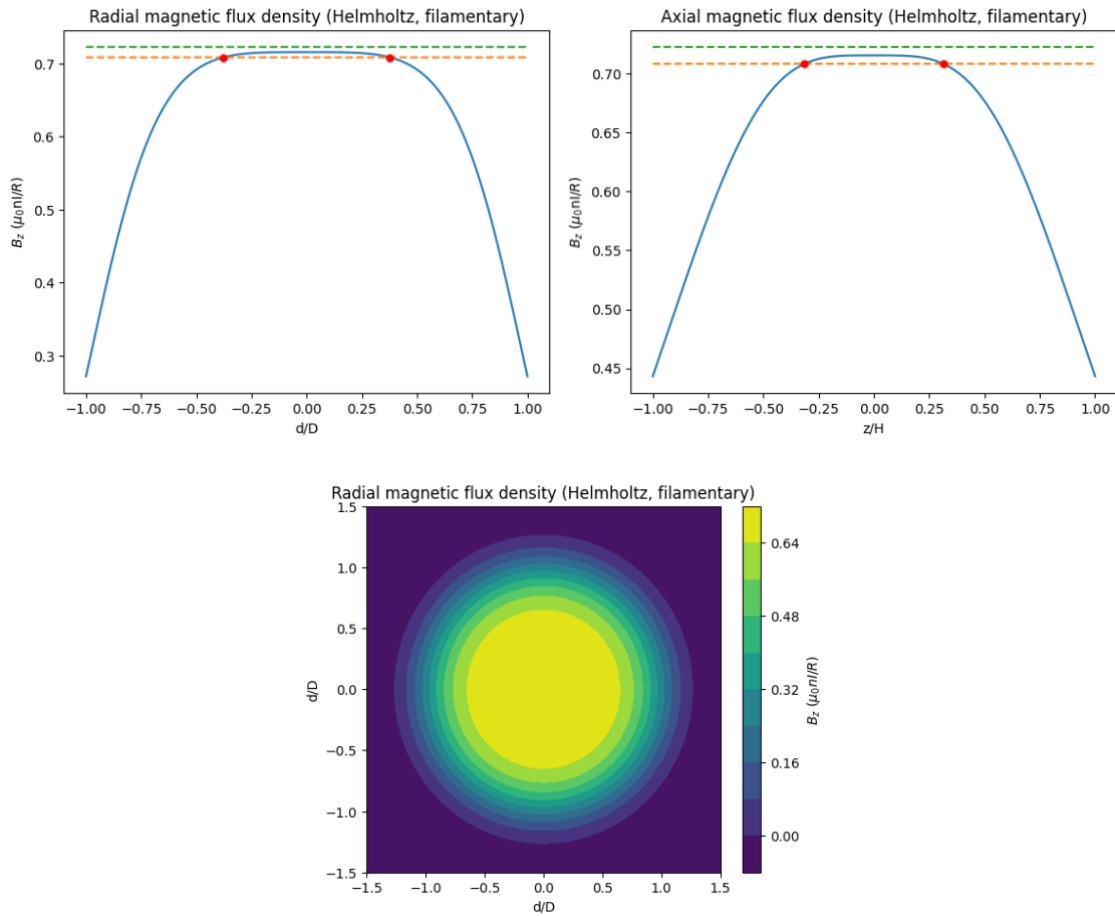 Radial magnetic flux density (Helmholtz, filamentary)
0.7
0.6
0.5
0.4
0.3
B_z (μ₀nI/R)
−1.00 −0.75 −0.50 −0.25 0.00 0.25 0.50 0.75 1.00
d/D
Axial magnetic flux density (Helmholtz, filamentary)
0.70
0.65
0.60
0.55
0.50
0.45
B_z (μ₀nI/R)
−1.00 −0.75 −0.50 −0.25 0.00 0.25 0.50 0.75 1.00
z/H
Radial magnetic flux density (Helmholtz, filamentary)
1.5
1.0
0.5
0.0
−0.5
−1.0
−1.5
d/D
−1.5 −1.0 −0.5 0.0 0.5 1.0 1.5
d/D
0.64
0.48
0.32
0.16
0.00
B_z (μ₀nI/R)